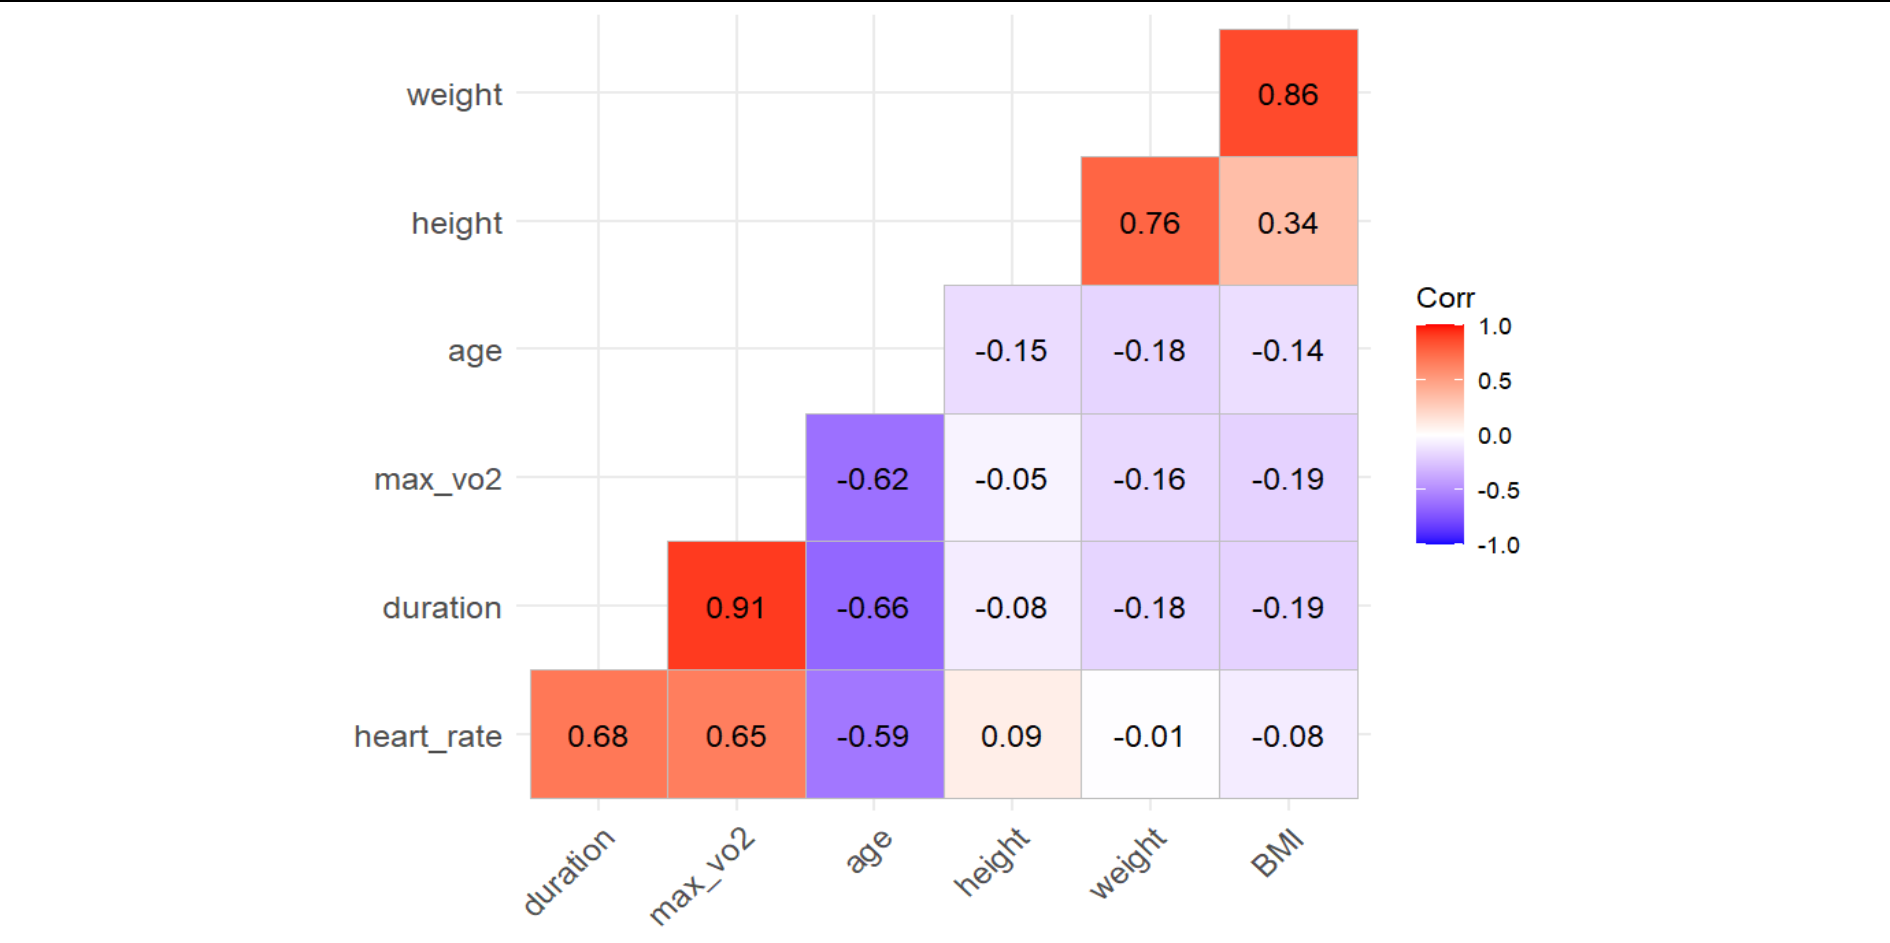 weight 0.86
height 0.76 0.34
Corr
age -0.15 -0.18 -0.14
1.0
0.5
0.0
-0.5
-1.0
max_vo2 -0.62 -0.05 -0.16 -0.19
duration 0.91 -0.66 -0.08 -0.18 -0.19
heart_rate 0.68 0.65 -0.59 0.09 -0.01 -0.08
duration max_vo2 age height weight BMI